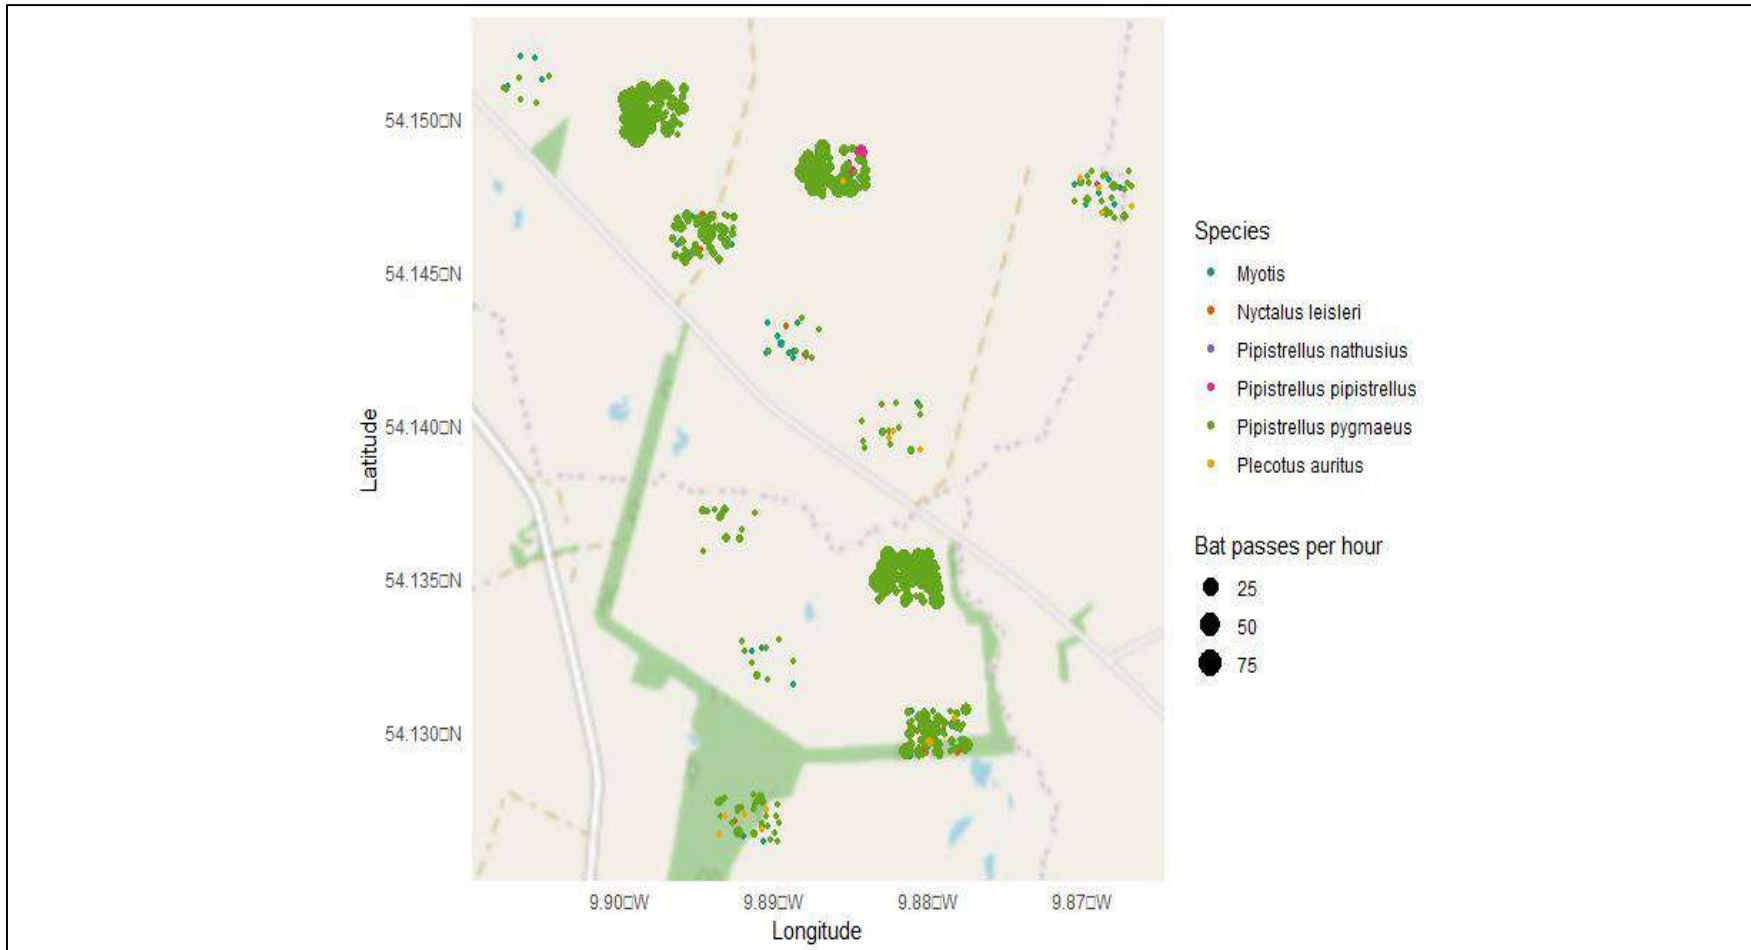 54.150□N
54.145□N
54.140□N
54.135□N
54.130□N
Latitude
9.90□W 9.89□W 9.88□W 9.87□W
Longitude
Species
Myotis
Nyctalus leisleri
Pipistrellus nathusius
Pipistrellus pipistrellus
Pipistrellus pygmaeus
Plecotus auritus
Bat passes per hour
25
50
75